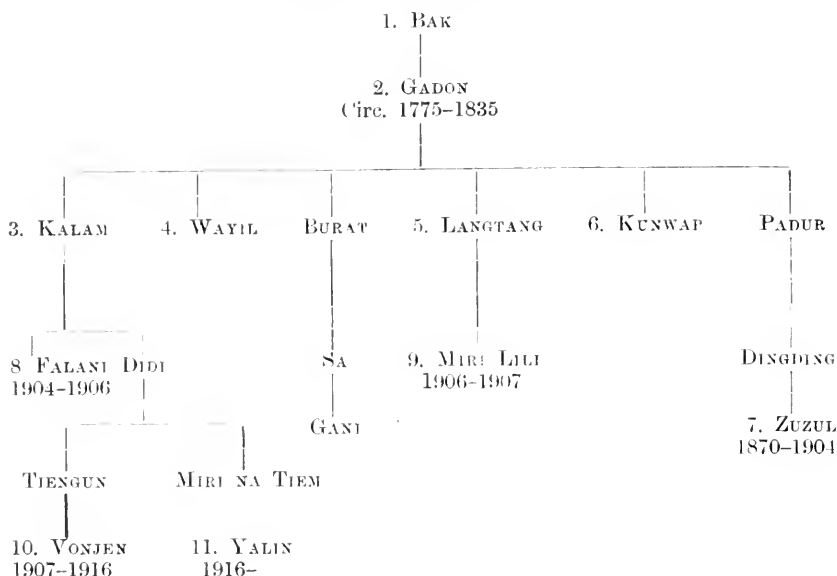 1. BAK
2. GADON
Circ. 1775-1835
3. KALAM 4. WAYIL BURAT 5. LANGTANG 6. KUNWAP PADUR
8 FALANI DIDI SA 9. MIRI LILI DINGDING
1904-1906 1906-1907
GANI 7. ZUZUL
1870-1904
TIENGUN MIRI NA TIEM
10. VONJEN 11. YALIN
1907-1916 1916-